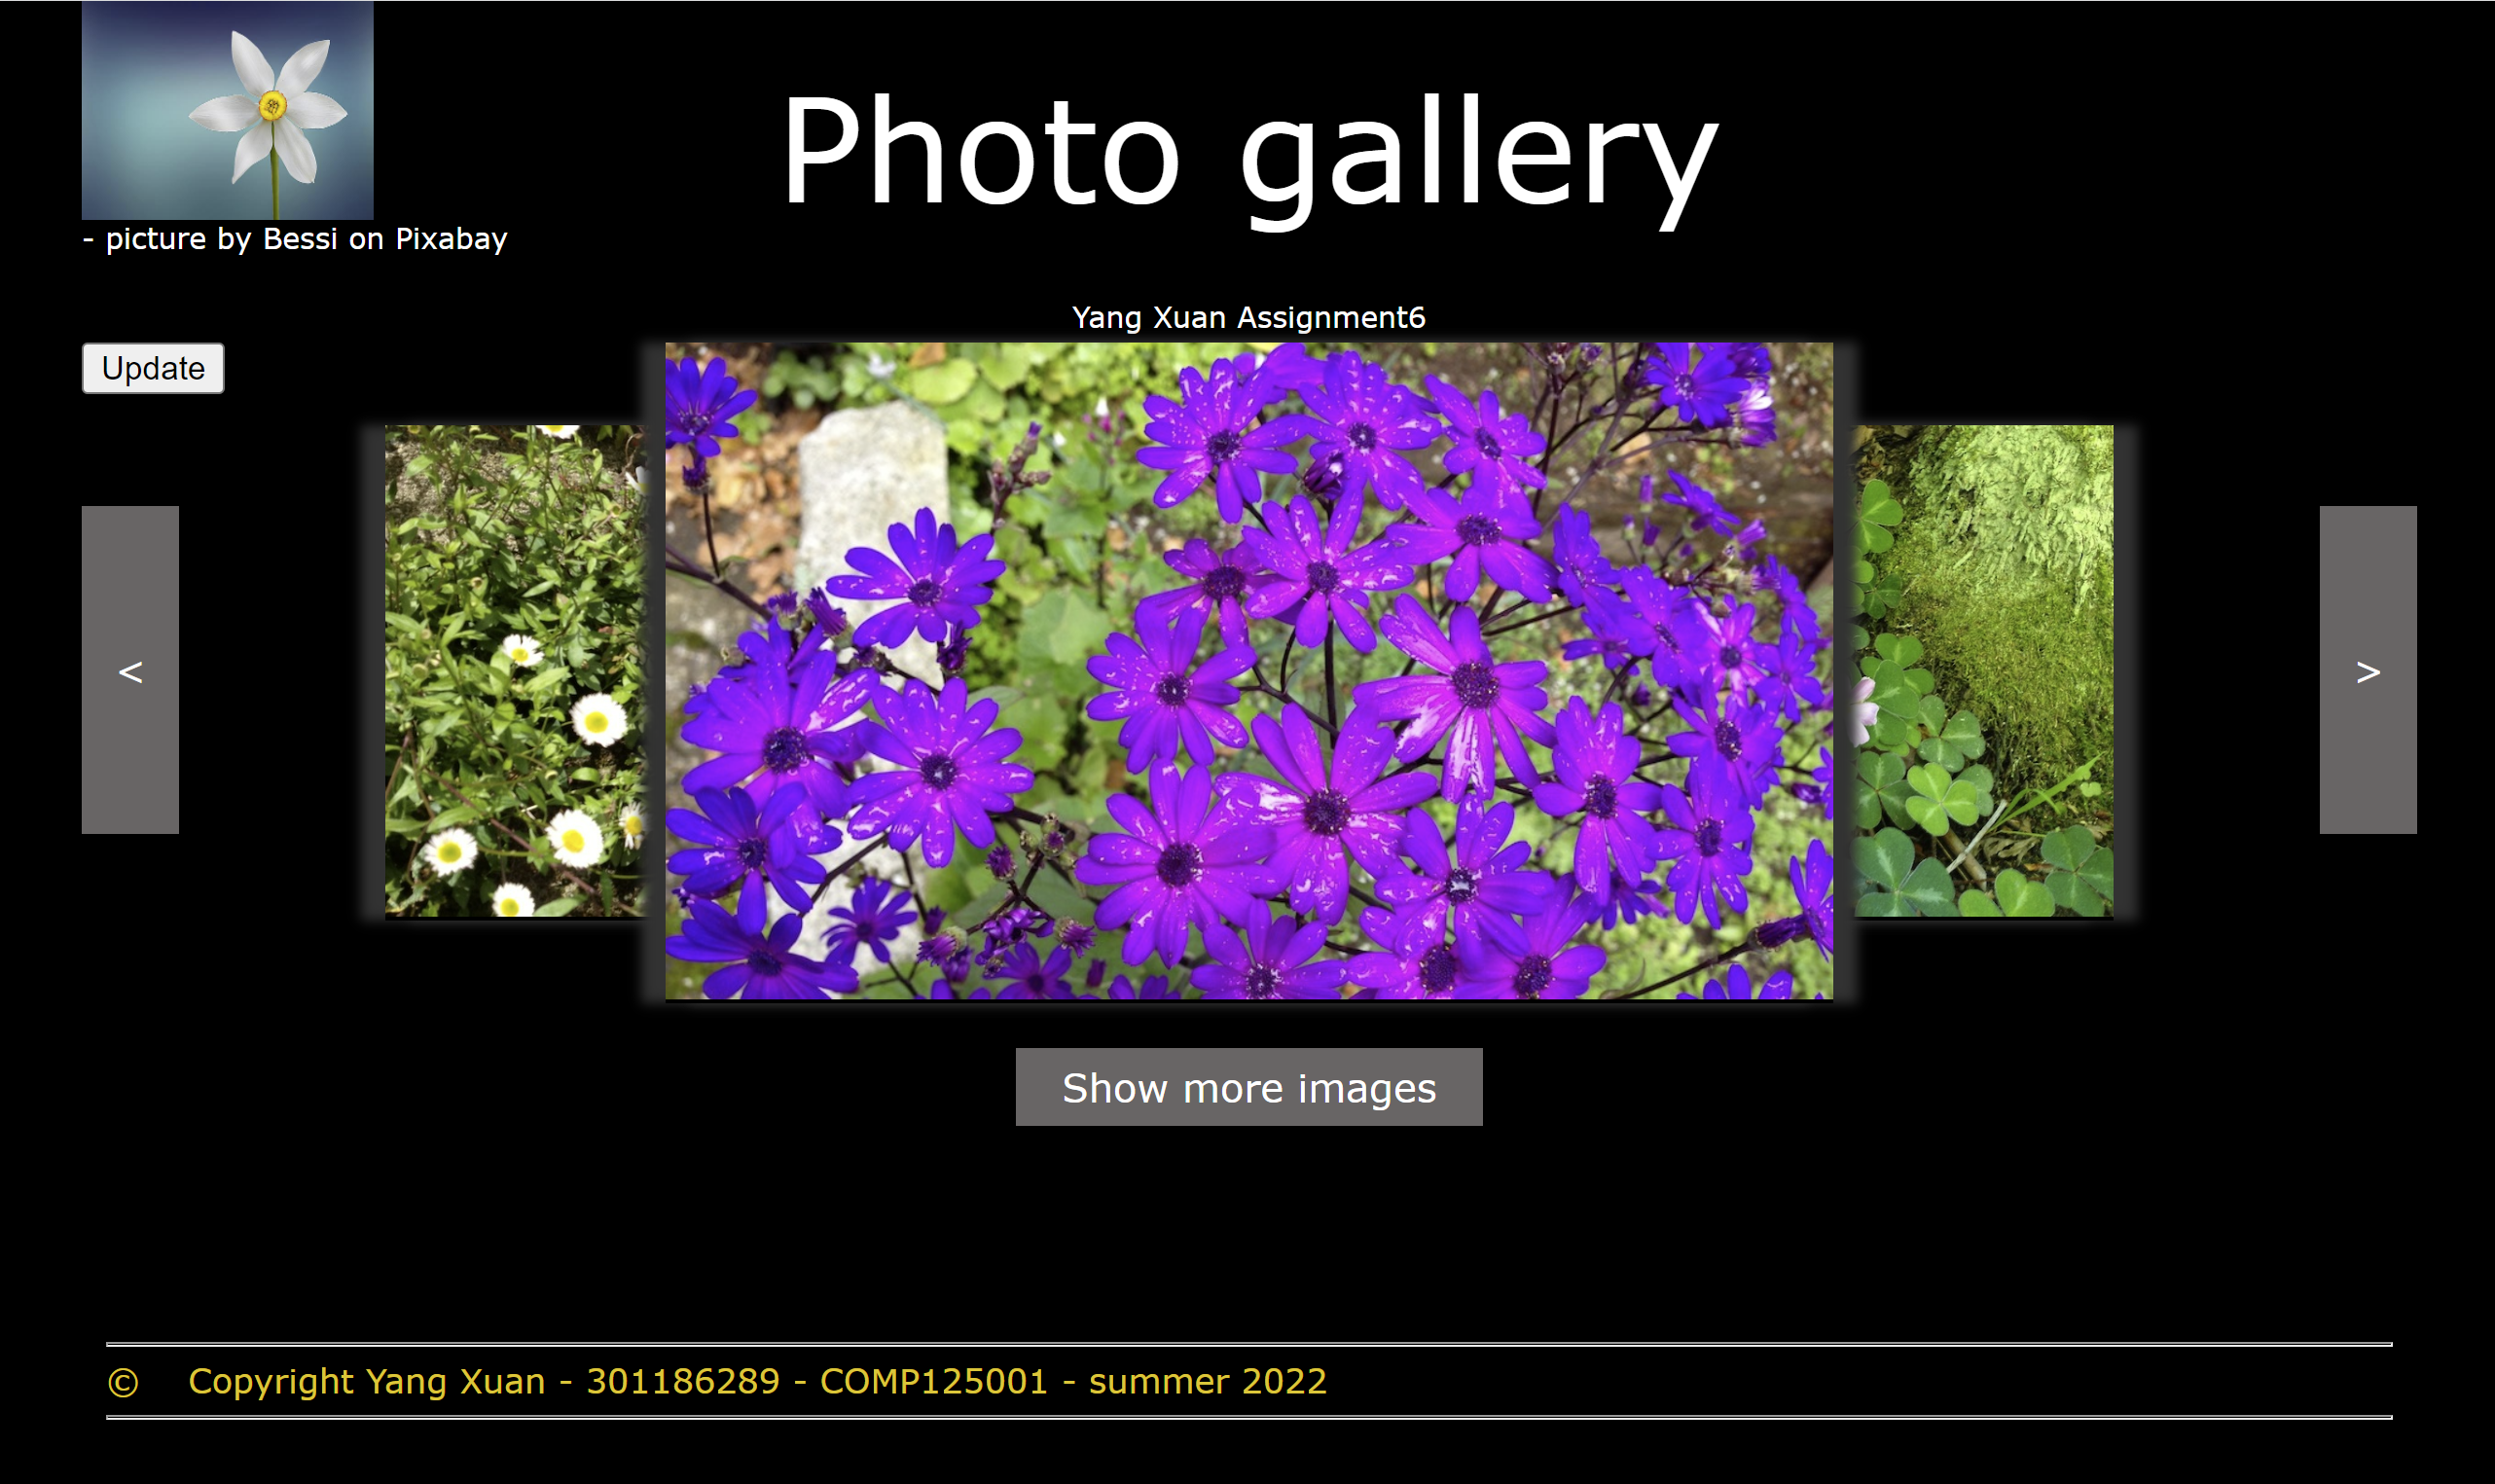 Photo gallery
- picture by Bessi on Pixabay
Yang Xuan Assignment6
Update
<
>
Show more images
© Copyright Yang Xuan - 301186289 - COMP125001 - summer 2022